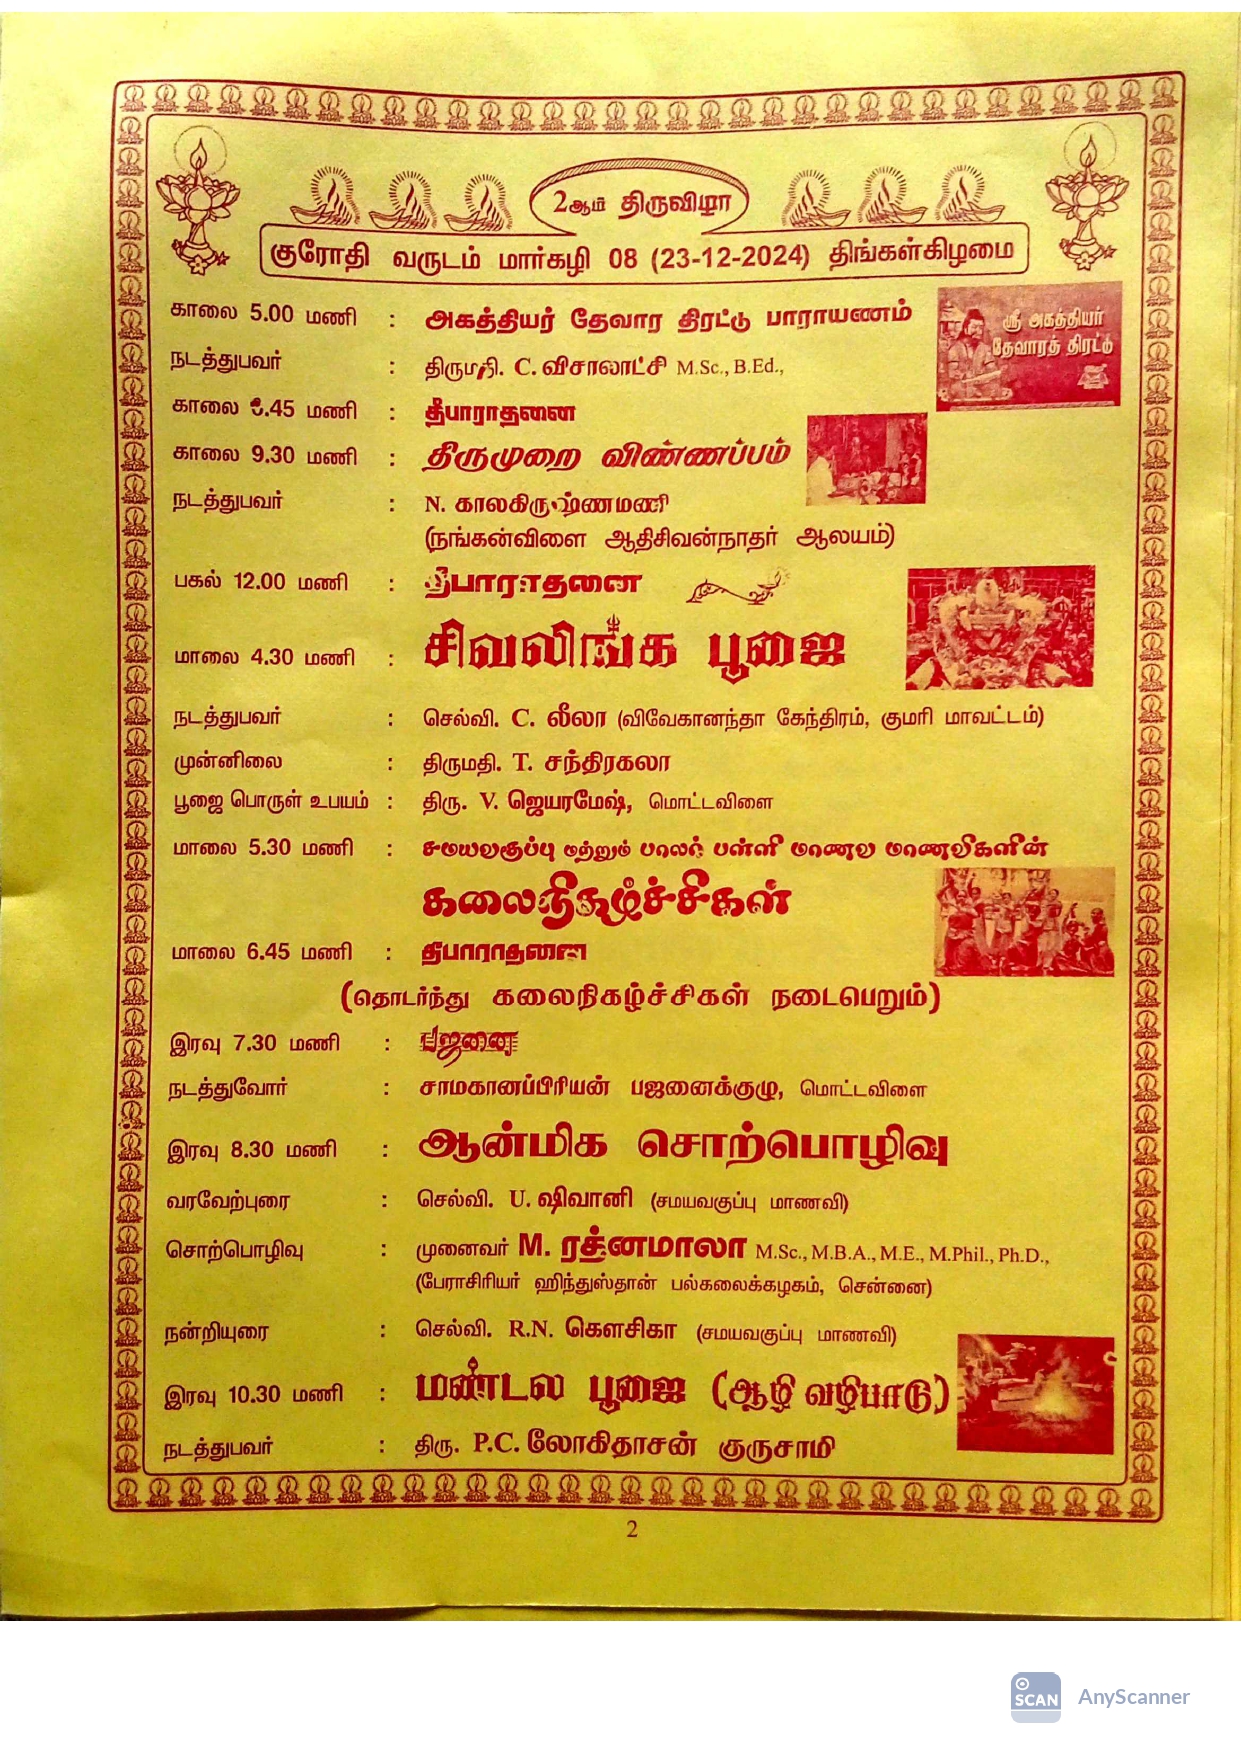 2ஆம் திருவிழா
குரோதி வருடம் மார்கழி 08 (23-12-2024) திங்கள்கிழமை
காலை 5.00 மணி : அகத்தியர் தேவார திரட்டு பாராயணம்
ஸ்ரீ அகத்தியர்
தேவாரத் திரட்டு
நடத்துபவர் : திருமதி. C. விசாலாட்சி M.Sc., B.Ed.,
காலை 6.45 மணி : தீபாராதனை
காலை 9.30 மணி : திருமுறை விண்ணப்பம்
நடத்துபவர் : N. காலகிருஷ்ணமணி
(நங்கன்விளை ஆதிசிவன்நாதர் ஆலயம்)
பகல் 12.00 மணி : தீபாராதனை
மாலை 4.30 மணி : சிவலிங்க பூஜை
நடத்துபவர் : செல்வி. C. லீலா (விவேகானந்தா கேந்திரம், குமரி மாவட்டம்)
முன்னிலை : திருமதி. T. சந்திரகலா
பூஜை பொருள் உபயம் : திரு. V. ஜெயரமேஷ், மொட்டவிளை
மாலை 5.30 மணி : சமயவகுப்பு மற்றும் பாலர் பள்ளி மாணவ மாணவிகளின்
கலைநிகழ்ச்சிகள்
மாலை 6.45 மணி : தீபாராதனை
(தொடர்ந்து கலைநிகழ்ச்சிகள் நடைபெறும்)
இரவு 7.30 மணி : பஜனை
நடத்துவோர் : சாமகானப்பிரியன் பஜனைக்குழு, மொட்டவிளை
இரவு 8.30 மணி : ஆன்மிக சொற்பொழிவு
வரவேற்புரை : செல்வி. U. ஷிவானி (சமயவகுப்பு மாணவி)
சொற்பொழிவு : முனைவர் M. ரத்னமாலா M.Sc., M.B.A., M.E., M.Phil., Ph.D.,
(பேராசிரியர் ஹிந்துஸ்தான் பல்கலைக்கழகம், சென்னை)
நன்றியுரை : செல்வி. R.N. கௌசிகா (சமயவகுப்பு மாணவி)
இரவு 10.30 மணி : மண்டல பூஜை (ஆழி வழிபாடு)
நடத்துபவர் : திரு. P.C. லோகிதாசன் குருசாமி
2
SCAN AnyScanner